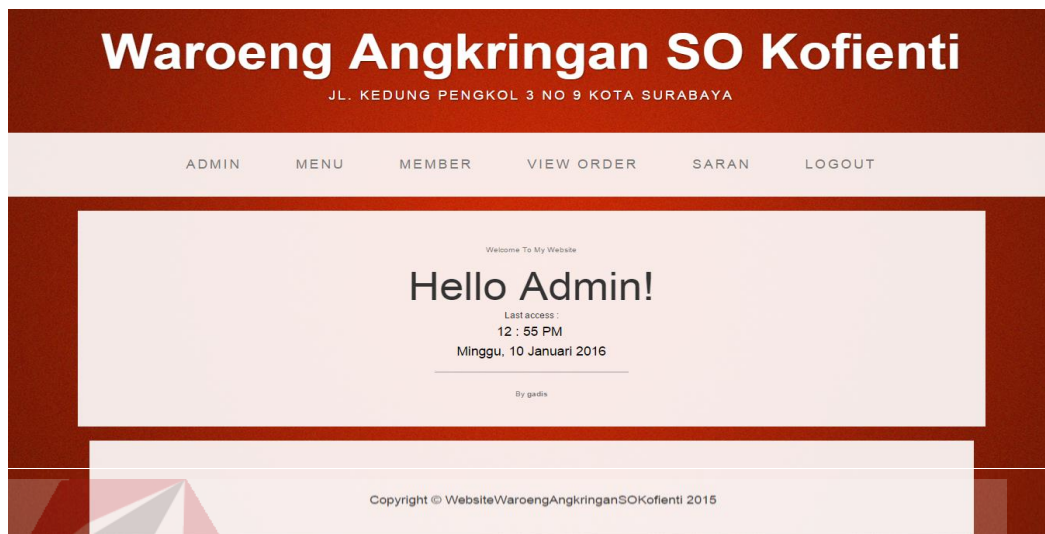 Waroeng Angkringan SO Kofienti
JL. KEDUNG PENGKOL 3 NO 9 KOTA SURABAYA
ADMIN MENU MEMBER VIEW ORDER SARAN LOGOUT
Welcome To My Website
Hello Admin!
Last access :
12 : 55 PM
Minggu, 10 Januari 2016
By gadis
Copyright © WebsiteWaroengAngkringanSOKofienti 2015